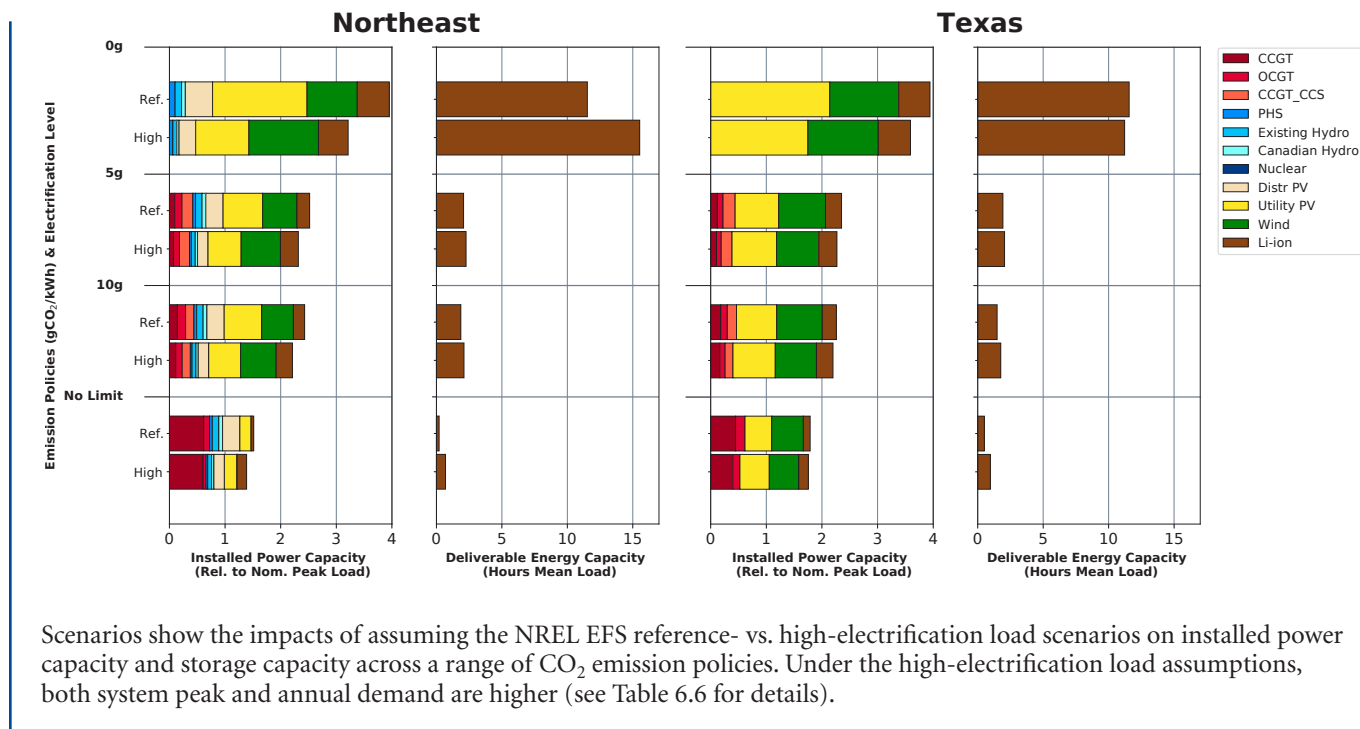 Northeast
Texas
Emission Policies (gCO₂/kWh) & Electrification Level
0g
Ref.
High
5g
Ref.
High
10g
Ref.
High
No Limit
Ref.
High
0 1 2 3 4
Installed Power Capacity
(Rel. to Nom. Peak Load)
0 5 10 15
Deliverable Energy Capacity
(Hours Mean Load)
0 1 2 3 4
Installed Power Capacity
(Rel. to Nom. Peak Load)
0 5 10 15
Deliverable Energy Capacity
(Hours Mean Load)
CCGT
OCGT
CCGT_CCS
PHS
Existing Hydro
Canadian Hydro
Nuclear
Distr PV
Utility PV
Wind
Li-ion
Scenarios show the impacts of assuming the NREL EFS reference- vs. high-electrification load scenarios on installed power
capacity and storage capacity across a range of CO₂ emission policies. Under the high-electrification load assumptions,
both system peak and annual demand are higher (see Table 6.6 for details).